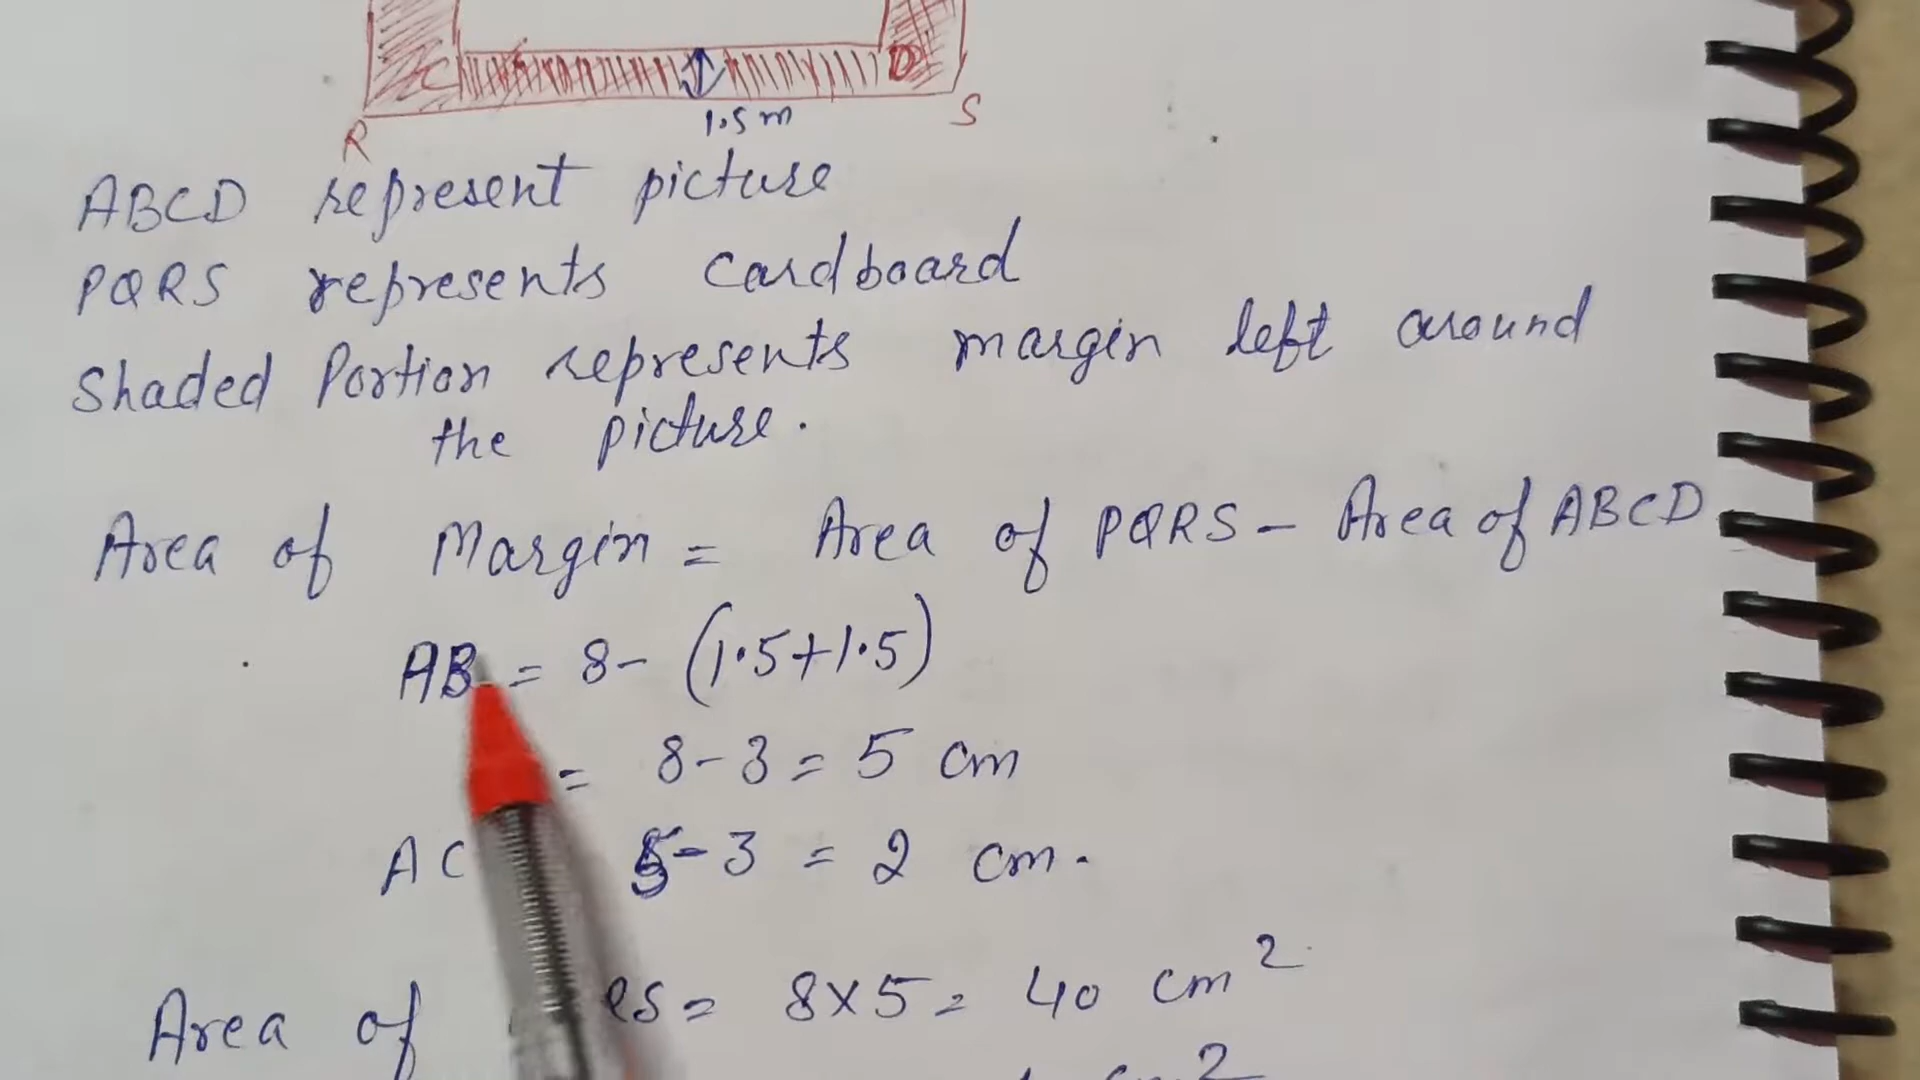 C D
1.5 m
R S
ABCD represent picture
PQRS represents cardboard
Shaded Portion represents margin left around
the picture.
Area of Margin = Area of PQRS - Area of ABCD
AB = 8 - (1.5+1.5)
= 8 - 3 = 5 cm
AC 5 - 3 = 2 cm.
Area of RS = 8 x 5 = 40 cm²
cm²